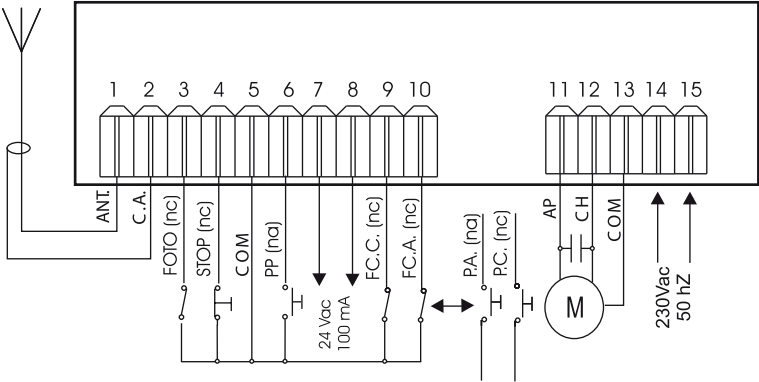 1 2 3 4 5 6 7 8 9 10
11 12 13 14 15
ANT.
C.A.
FOTO (nc)
STOP (nc)
COM
PP (na)
24 Vac
100 mA
FC.C. (nc)
FC.A. (nc)
P.A. (na)
P.C. (nc)
AP
CH
COM
M
230Vac
50 hZ